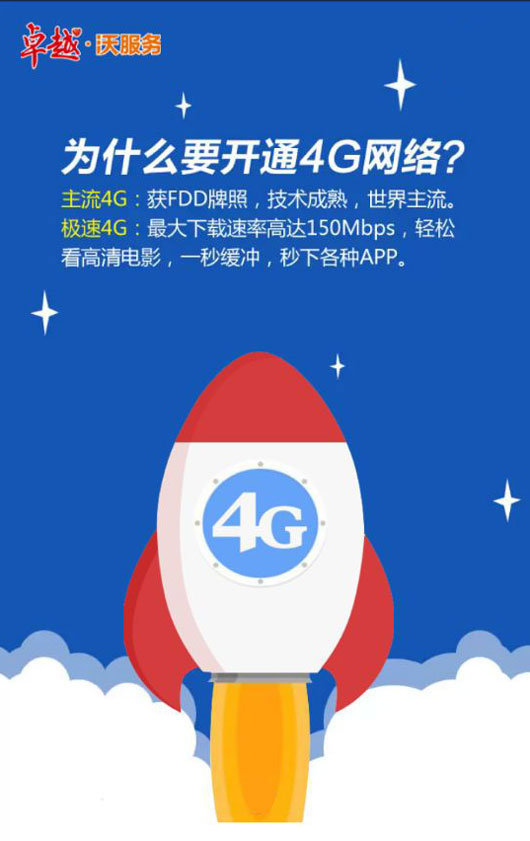 卓越·沃服务
为什么要开通4G网络?
主流4G：获FDD牌照，技术成熟，世界主流。
极速4G：最大下载速率高达150Mbps，轻松
看高清电影，一秒缓冲，秒下各种APP。
4G